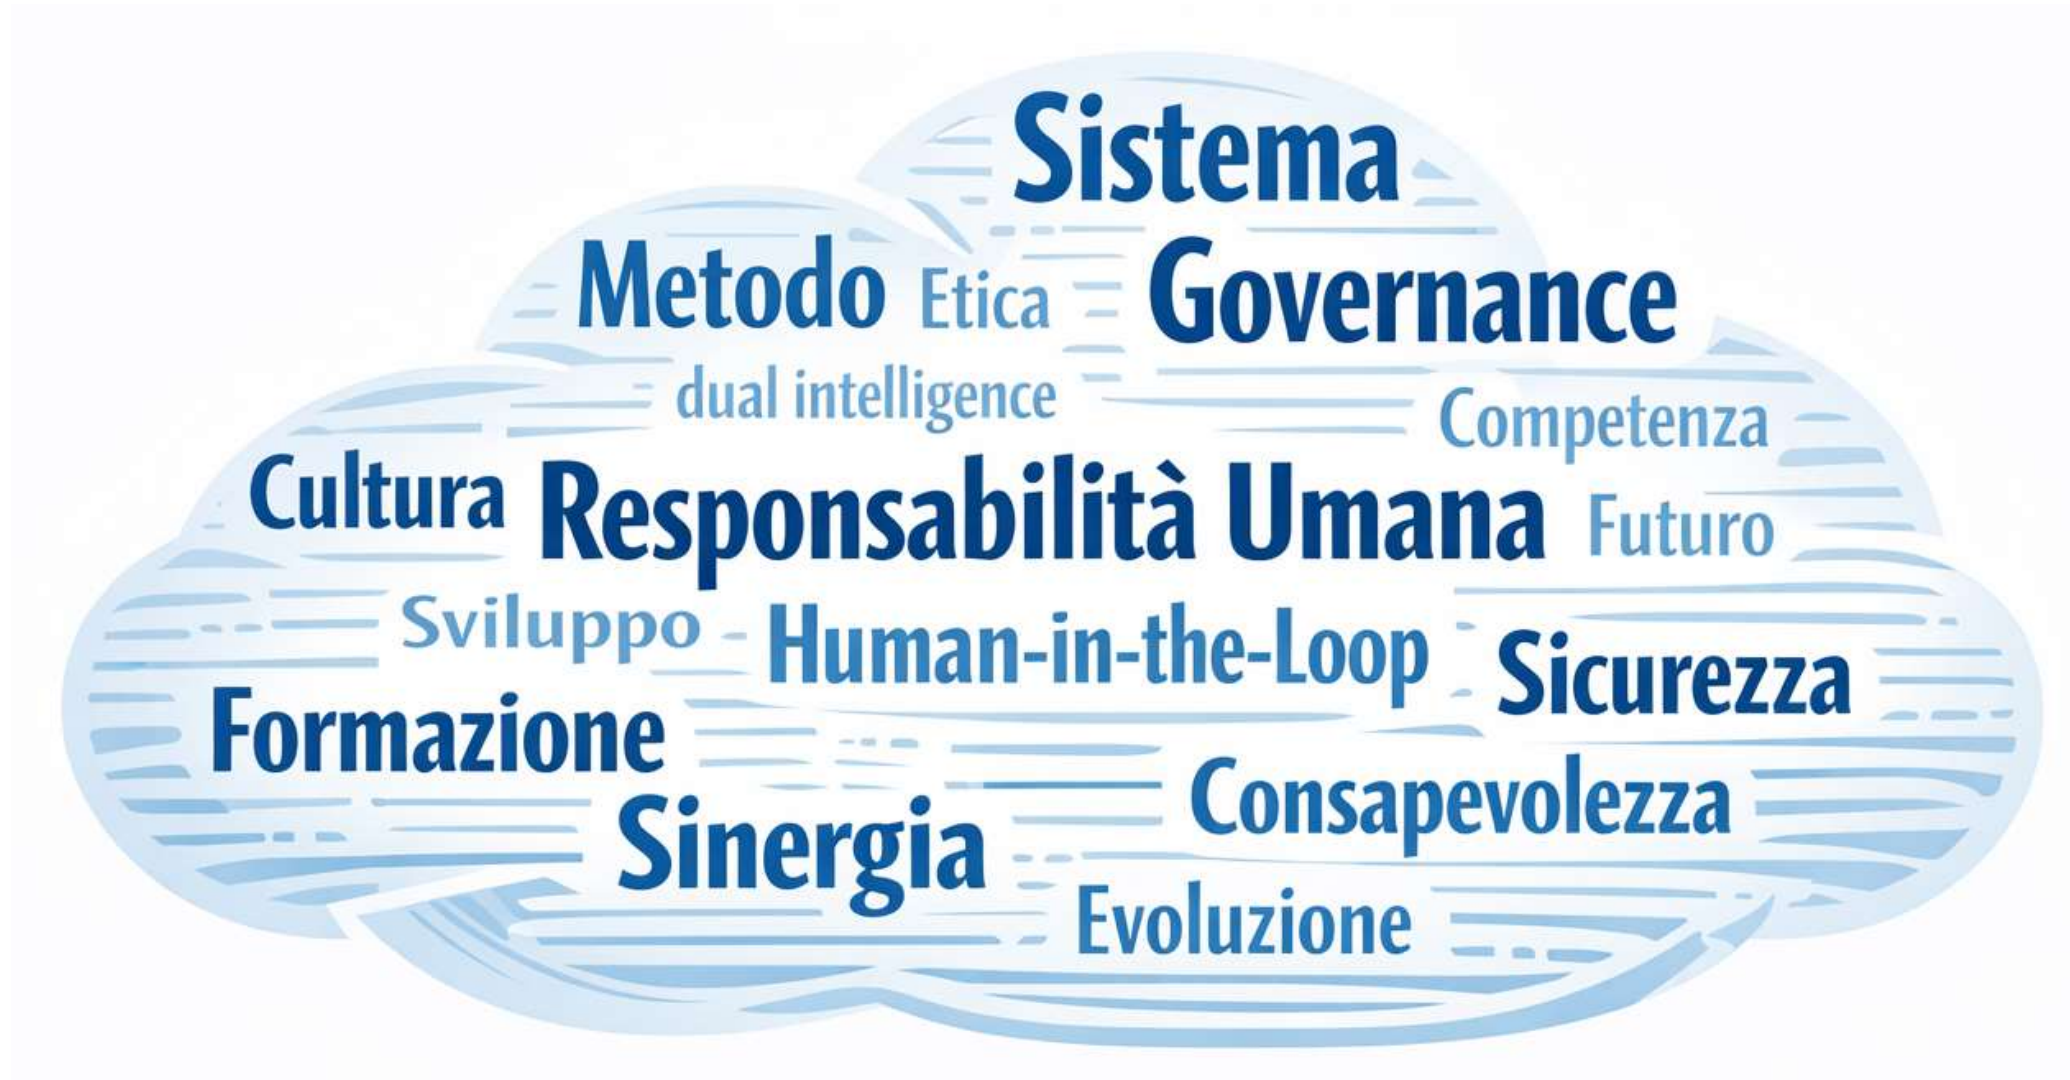 Sistema
Metodo Etica Governance
dual intelligence Competenza
Cultura Responsabilità Umana Futuro
Sviluppo Human-in-the-Loop Sicurezza
Formazione
Sinergia Consapevolezza
Evoluzione